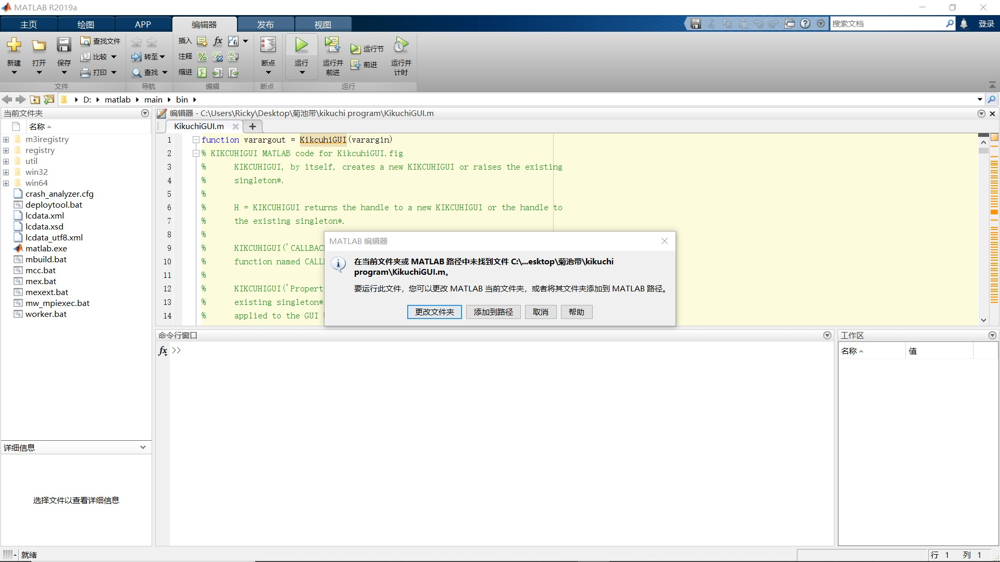 MATLAB R2019a
主页 绘图 APP 编辑器 发布 视图 搜索文档 登录
新建 打开 保存 查找文件 比较 打印 转至 查找 插入 注释 缩进 断点 运行 运行并前进 运行节 前进 运行并计时
文件 导航 编辑 断点 运行
D: matlab main bin
当前文件夹
名称
m3iregistry
registry
util
win32
win64
crash_analyzer.cfg
deploytool.bat
lcdata.xml
lcdata.xsd
lcdata_utf8.xml
matlab.exe
mbuild.bat
mcc.bat
mex.bat
mexext.bat
mw_mpiexec.bat
worker.bat
详细信息
选择文件以查看详细信息
编辑器 - C:\Users\Ricky\Desktop\菊池带\kikuchi program\KikuchiGUI.m
KikuchiGUI.m
1 function varargout = KikcuhiGUI(varargin)
2 % KIKCUHIGUI MATLAB code for KikcuhiGUI.fig
3 % KIKCUHIGUI, by itself, creates a new KIKCUHIGUI or raises the existing
4 % singleton*.
5 %
6 % H = KIKCUHIGUI returns the handle to a new KIKCUHIGUI or the handle to
7 % the existing singleton*.
8 %
9 % KIKCUHIGUI('CALLBAC
10 % function named CALL
11 %
12 % KIKCUHIGUI('Propert
13 % existing singleton*
14 % applied to the GUI
MATLAB 编辑器
在当前文件夹或 MATLAB 路径中未找到文件 C:\...esktop\菊池带\kikuchi
program\KikuchiGUI.m。
要运行此文件，您可以更改 MATLAB 当前文件夹，或者将其文件夹添加到 MATLAB 路径。
更改文件夹 添加到路径 取消 帮助
命令行窗口
fx >>
工作区
名称 值
就绪
行 1 列 1